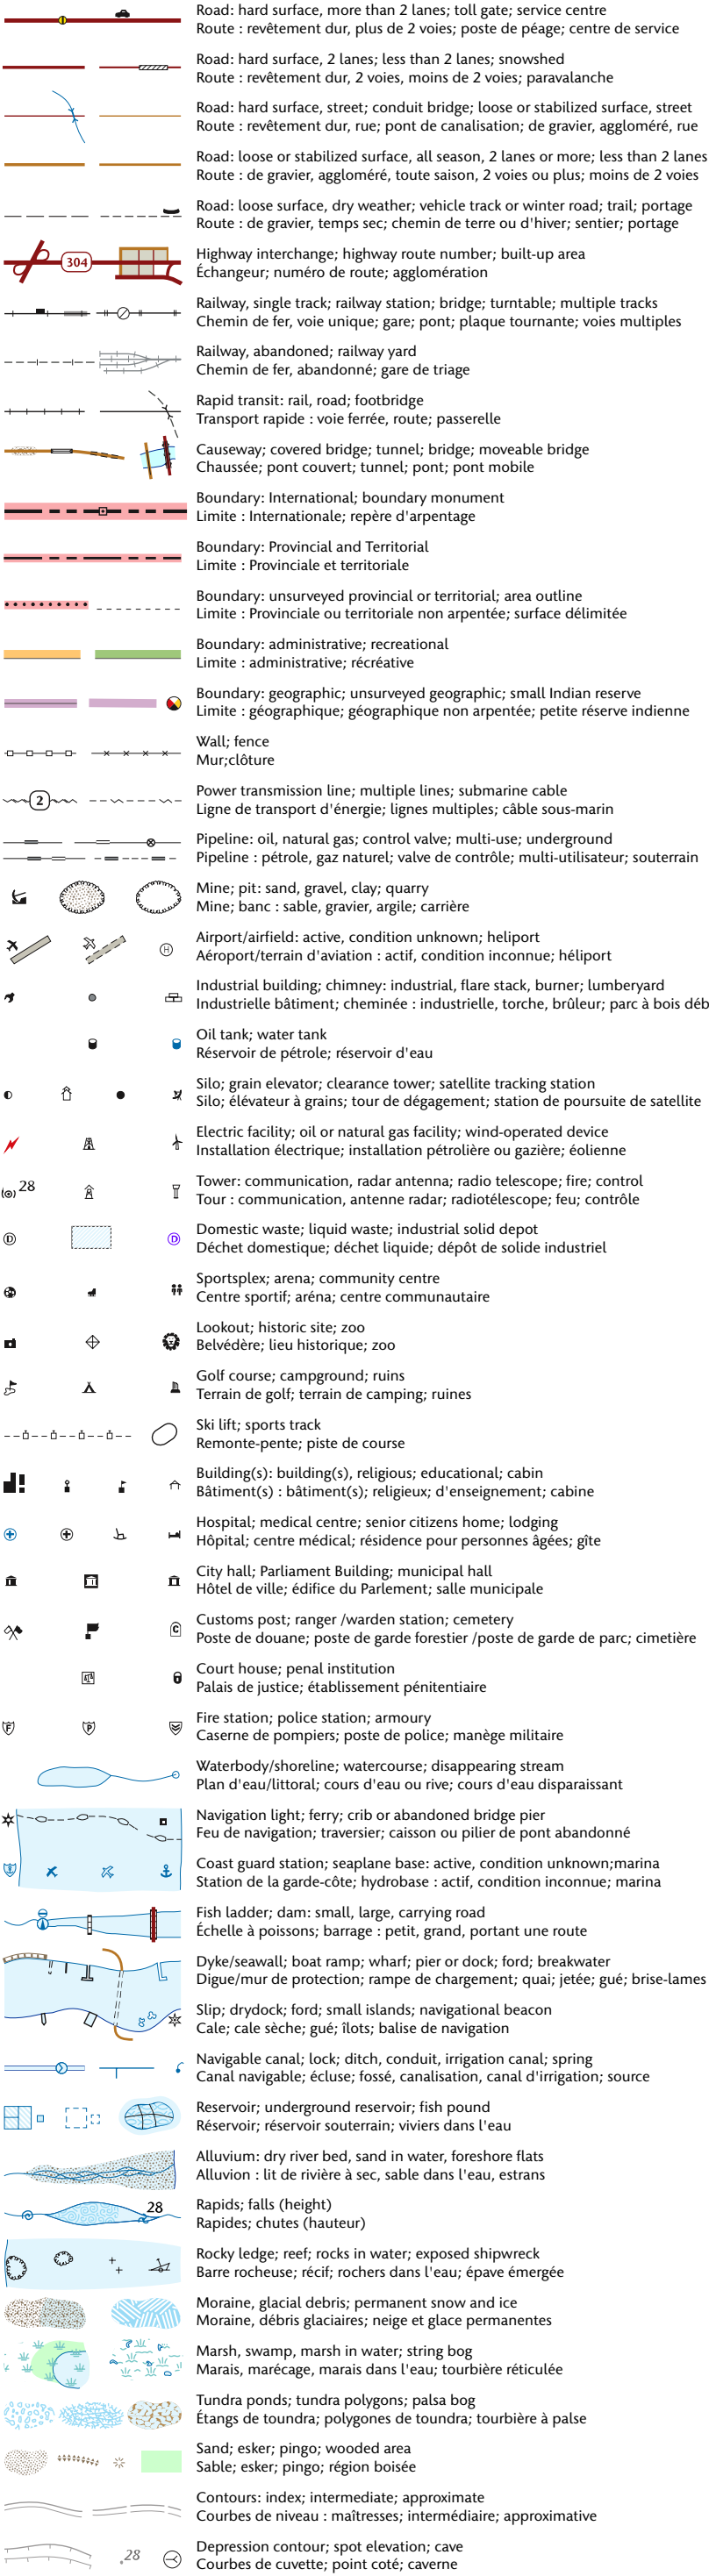 Road: hard surface, more than 2 lanes; toll gate; service centre
Route : revêtement dur, plus de 2 voies; poste de péage; centre de service
Road: hard surface, 2 lanes; less than 2 lanes; snowshed
Route : revêtement dur, 2 voies, moins de 2 voies; paravalanche
Road: hard surface, street; conduit bridge; loose or stabilized surface, street
Route : revêtement dur, rue; pont de canalisation; de gravier, aggloméré, rue
Road: loose or stabilized surface, all season, 2 lanes or more; less than 2 lanes
Route : de gravier, aggloméré, toute saison, 2 voies ou plus; moins de 2 voies
Road: loose surface, dry weather; vehicle track or winter road; trail; portage
Route : de gravier, temps sec; chemin de terre ou d'hiver; sentier; portage
304
Highway interchange; highway route number; built-up area
Échangeur; numéro de route; agglomération
Railway, single track; railway station; bridge; turntable; multiple tracks
Chemin de fer, voie unique; gare; pont; plaque tournante; voies multiples
Railway, abandoned; railway yard
Chemin de fer, abandonné; gare de triage
Rapid transit: rail, road; footbridge
Transport rapide : voie ferrée, route; passerelle
Causeway; covered bridge; tunnel; bridge; moveable bridge
Chaussée; pont couvert; tunnel; pont; pont mobile
Boundary: International; boundary monument
Limite : Internationale; repère d'arpentage
Boundary: Provincial and Territorial
Limite : Provinciale et territoriale
Boundary: unsurveyed provincial or territorial; area outline
Limite : Provinciale ou territoriale non arpentée; surface délimitée
Boundary: administrative; recreational
Limite : administrative; récréative
Boundary: geographic; unsurveyed geographic; small Indian reserve
Limite : géographique; géographique non arpentée; petite réserve indienne
Wall; fence
Mur;clôture
2
Power transmission line; multiple lines; submarine cable
Ligne de transport d'énergie; lignes multiples; câble sous-marin
Pipeline: oil, natural gas; control valve; multi-use; underground
Pipeline : pétrole, gaz naturel; valve de contrôle; multi-utilisateur; souterrain
Mine; pit: sand, gravel, clay; quarry
Mine; banc : sable, gravier, argile; carrière
H
Airport/airfield: active, condition unknown; heliport
Aéroport/terrain d'aviation : actif, condition inconnue; héliport
Industrial building; chimney: industrial, flare stack, burner; lumberyard
Industrielle bâtiment; cheminée : industrielle, torche, brûleur; parc à bois déb
Oil tank; water tank
Réservoir de pétrole; réservoir d'eau
Silo; grain elevator; clearance tower; satellite tracking station
Silo; élévateur à grains; tour de dégagement; station de poursuite de satellite
Electric facility; oil or natural gas facility; wind-operated device
Installation électrique; installation pétrolière ou gazière; éolienne
28
Tower: communication, radar antenna; radio telescope; fire; control
Tour : communication, antenne radar; radiotélescope; feu; contrôle
D D
Domestic waste; liquid waste; industrial solid depot
Déchet domestique; déchet liquide; dépôt de solide industriel
Sportsplex; arena; community centre
Centre sportif; aréna; centre communautaire
Lookout; historic site; zoo
Belvédère; lieu historique; zoo
Golf course; campground; ruins
Terrain de golf; terrain de camping; ruines
Ski lift; sports track
Remonte-pente; piste de course
Building(s): building(s), religious; educational; cabin
Bâtiment(s) : bâtiment(s); religieux; d'enseignement; cabine
Hospital; medical centre; senior citizens home; lodging
Hôpital; centre médical; résidence pour personnes âgées; gîte
City hall; Parliament Building; municipal hall
Hôtel de ville; édifice du Parlement; salle municipale
C
Customs post; ranger /warden station; cemetery
Poste de douane; poste de garde forestier /poste de garde de parc; cimetière
Court house; penal institution
Palais de justice; établissement pénitentiaire
F P
Fire station; police station; armoury
Caserne de pompiers; poste de police; manège militaire
Waterbody/shoreline; watercourse; disappearing stream
Plan d'eau/littoral; cours d'eau ou rive; cours d'eau disparaissant
Navigation light; ferry; crib or abandoned bridge pier
Feu de navigation; traversier; caisson ou pilier de pont abandonné
Coast guard station; seaplane base: active, condition unknown;marina
Station de la garde-côte; hydrobase : actif, condition inconnue; marina
Fish ladder; dam: small, large, carrying road
Échelle à poissons; barrage : petit, grand, portant une route
Dyke/seawall; boat ramp; wharf; pier or dock; ford; breakwater
Digue/mur de protection; rampe de chargement; quai; jetée; gué; brise-lames
Slip; drydock; ford; small islands; navigational beacon
Cale; cale sèche; gué; îlots; balise de navigation
Navigable canal; lock; ditch, conduit, irrigation canal; spring
Canal navigable; écluse; fossé, canalisation, canal d'irrigation; source
Reservoir; underground reservoir; fish pound
Réservoir; réservoir souterrain; viviers dans l'eau
Alluvium: dry river bed, sand in water, foreshore flats
Alluvion : lit de rivière à sec, sable dans l'eau, estrans
28
Rapids; falls (height)
Rapides; chutes (hauteur)
Rocky ledge; reef; rocks in water; exposed shipwreck
Barre rocheuse; récif; rochers dans l'eau; épave émergée
Moraine, glacial debris; permanent snow and ice
Moraine, débris glaciaires; neige et glace permanentes
Marsh, swamp, marsh in water; string bog
Marais, marécage, marais dans l'eau; tourbière réticulée
Tundra ponds; tundra polygons; palsa bog
Étangs de toundra; polygones de toundra; tourbière à palse
Sand; esker; pingo; wooded area
Sable; esker; pingo; région boisée
Contours: index; intermediate; approximate
Courbes de niveau : maîtresses; intermédiaire; approximative
.28
Depression contour; spot elevation; cave
Courbes de cuvette; point coté; caverne